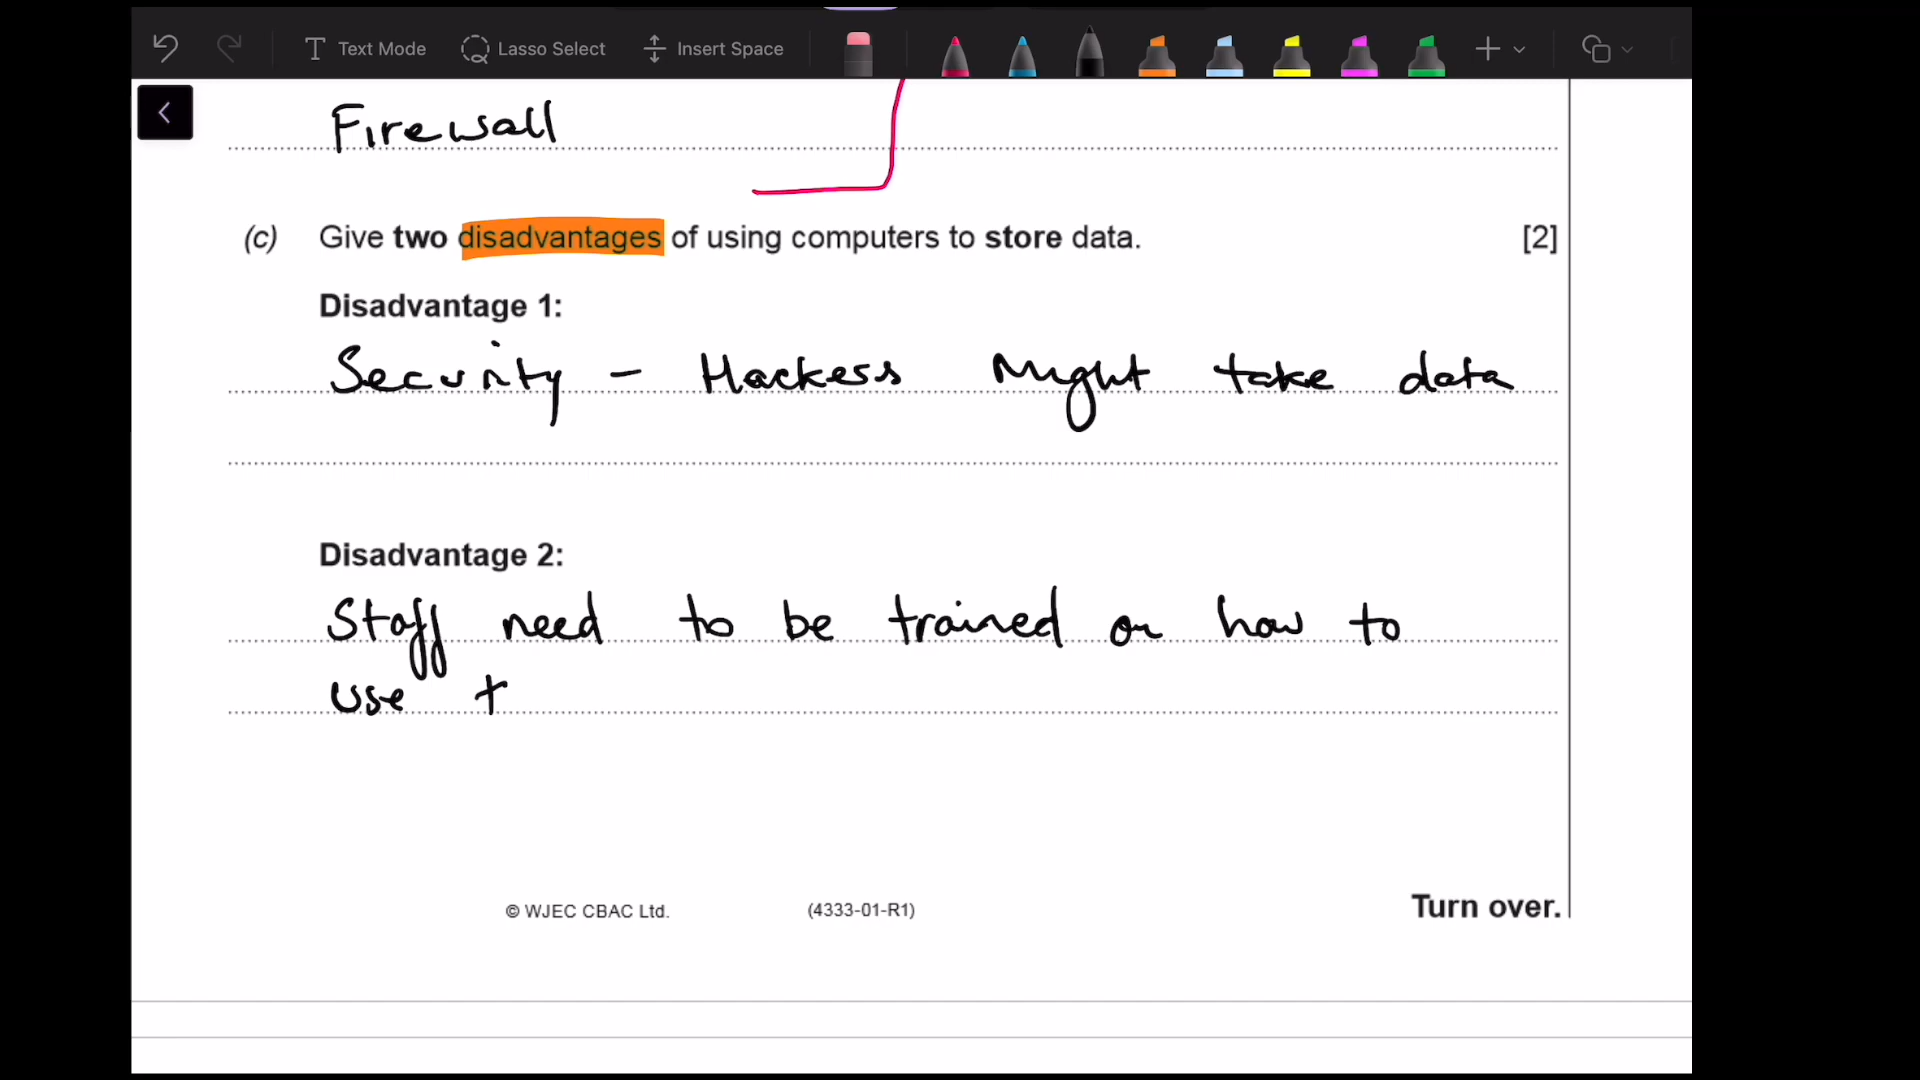 Text Mode Lasso Select Insert Space
Firewall
(c) Give two disadvantages of using computers to store data. [2]
Disadvantage 1:
Security - Hackers Might take data
Disadvantage 2:
Staff need to be trained on how to
use t
© WJEC CBAC Ltd. (4333-01-R1) Turn over.